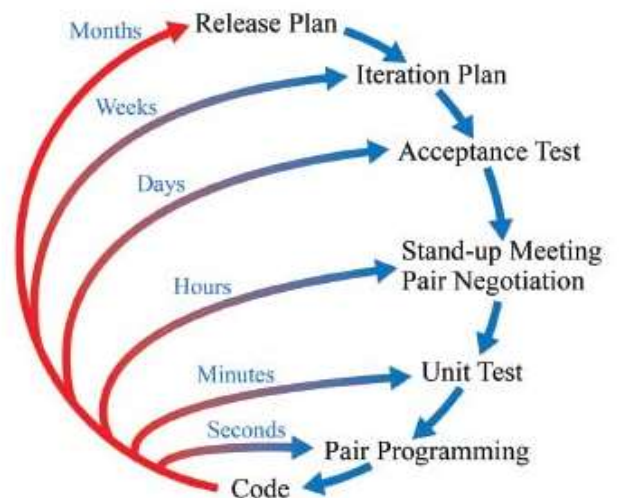 Months
Release Plan
Iteration Plan
Weeks
Acceptance Test
Days
Stand-up Meeting
Pair Negotiation
Hours
Unit Test
Minutes
Seconds
Pair Programming
Code